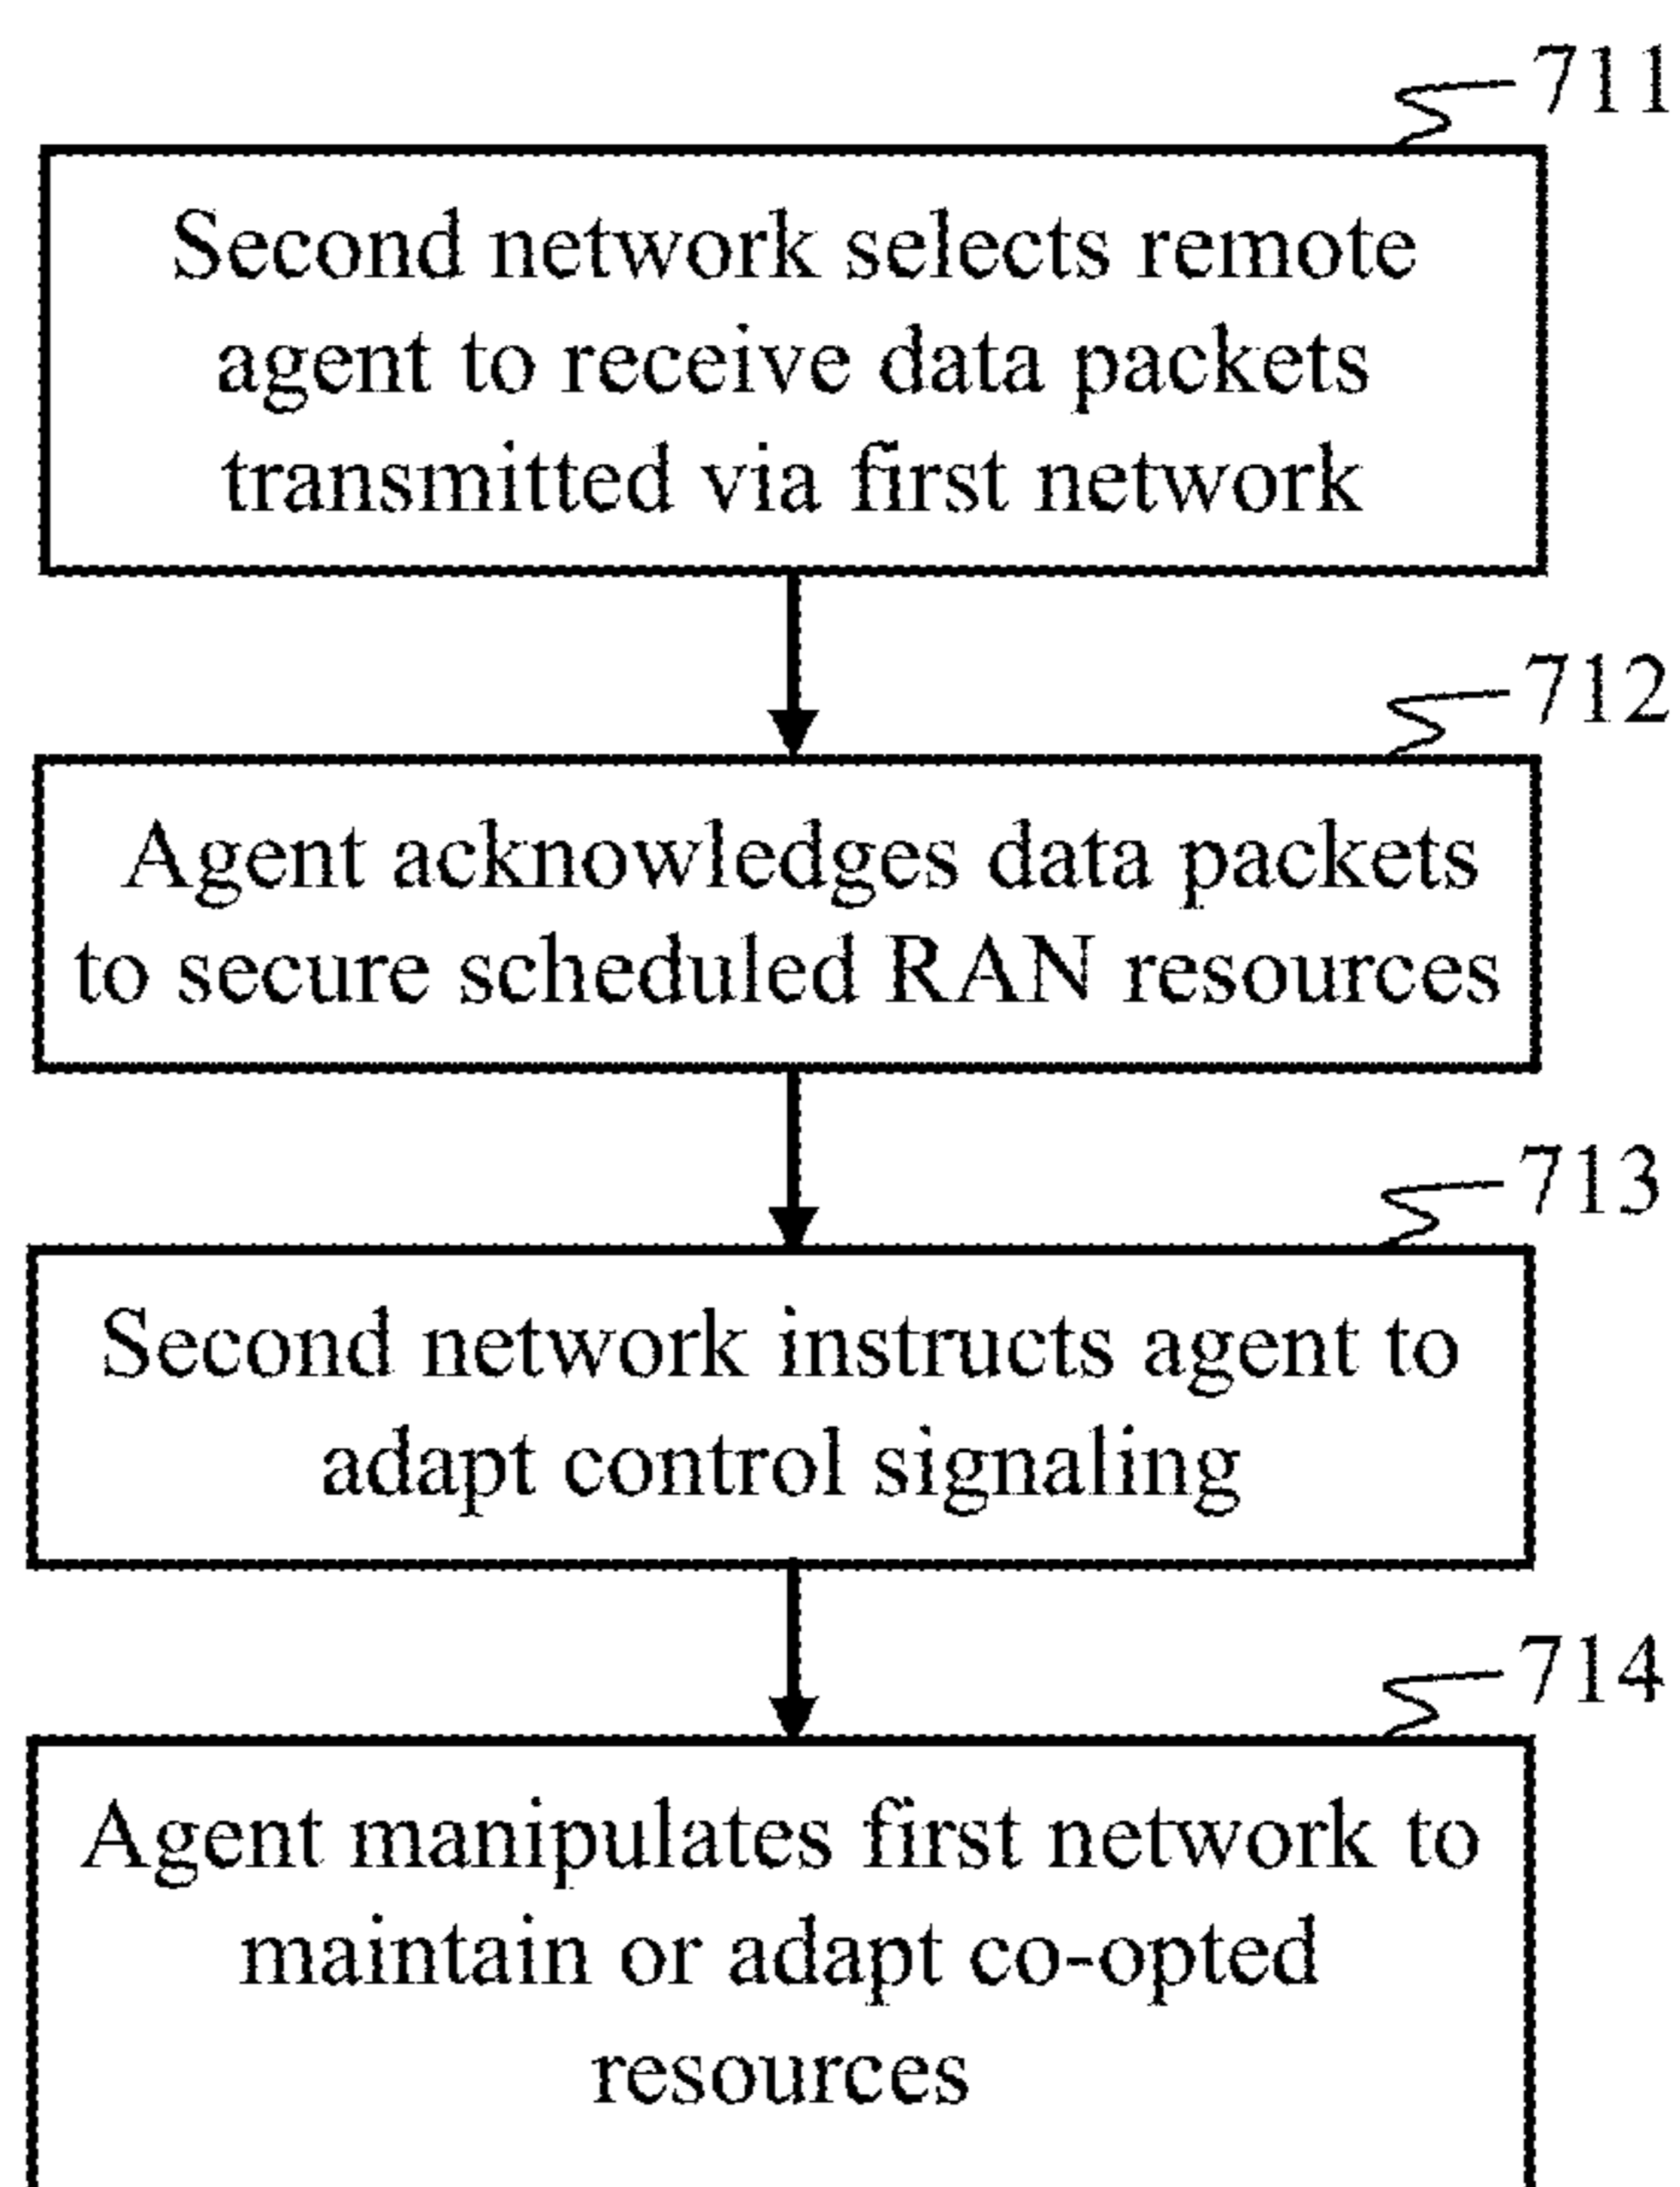 711
Second network selects remote
agent to receive data packets
transmitted via first network
712
Agent acknowledges data packets
to secure scheduled RAN resources
713
Second network instructs agent to
adapt control signaling
714
Agent manipulates first network to
maintain or adapt co-opted
resources